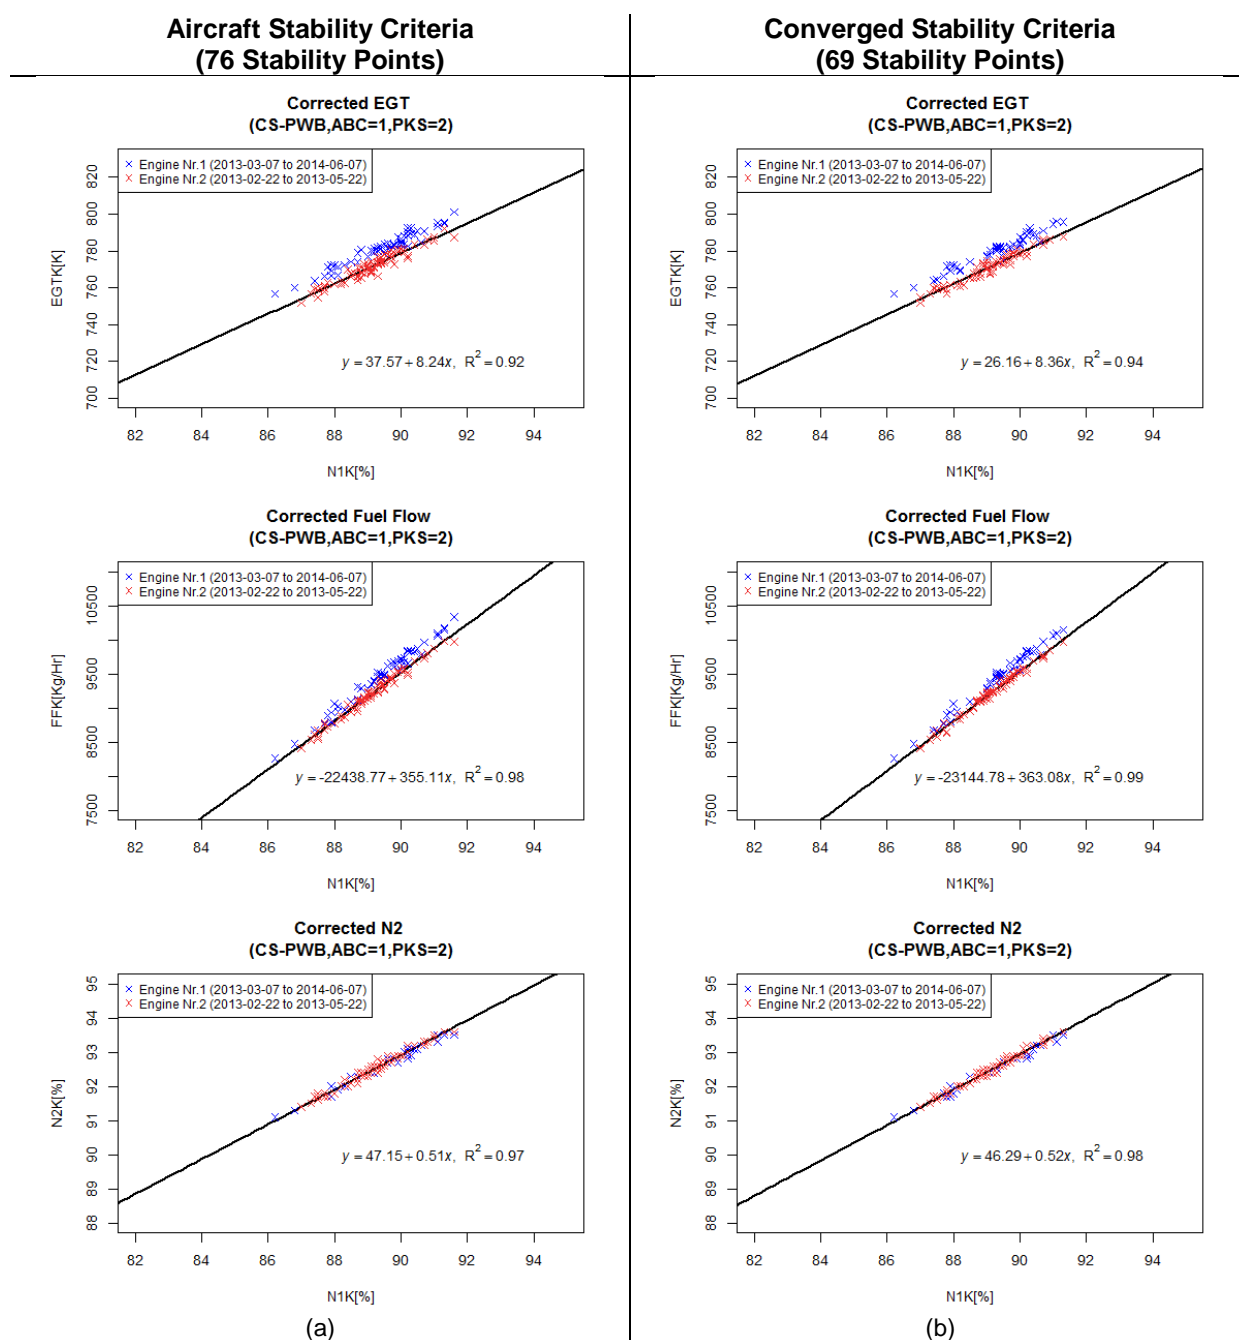 Aircraft Stability Criteria
(76 Stability Points)
Corrected EGT
(CS-PWB,ABC=1,PKS=2)
× Engine Nr.1 (2013-03-07 to 2014-06-07)
× Engine Nr.2 (2013-02-22 to 2013-05-22)
EGTK[K]
820
800
780
760
740
720
700
y = 37.57 + 8.24x, R² = 0.92
82 84 86 88 90 92 94
N1K[%]
Corrected Fuel Flow
(CS-PWB,ABC=1,PKS=2)
× Engine Nr.1 (2013-03-07 to 2014-06-07)
× Engine Nr.2 (2013-02-22 to 2013-05-22)
FFK[Kg/Hr]
10500
9500
8500
7500
y = -22438.77 + 355.11x, R² = 0.98
82 84 86 88 90 92 94
N1K[%]
Corrected N2
(CS-PWB,ABC=1,PKS=2)
× Engine Nr.1 (2013-03-07 to 2014-06-07)
× Engine Nr.2 (2013-02-22 to 2013-05-22)
N2K[%]
95
94
93
92
91
90
89
88
y = 47.15 + 0.51x, R² = 0.97
82 84 86 88 90 92 94
N1K[%]
(a)
Converged Stability Criteria
(69 Stability Points)
Corrected EGT
(CS-PWB,ABC=1,PKS=2)
× Engine Nr.1 (2013-03-07 to 2014-06-07)
× Engine Nr.2 (2013-02-22 to 2013-05-22)
EGTK[K]
820
800
780
760
740
720
700
y = 26.16 + 8.36x, R² = 0.94
82 84 86 88 90 92 94
N1K[%]
Corrected Fuel Flow
(CS-PWB,ABC=1,PKS=2)
× Engine Nr.1 (2013-03-07 to 2014-06-07)
× Engine Nr.2 (2013-02-22 to 2013-05-22)
FFK[Kg/Hr]
10500
9500
8500
7500
y = -23144.78 + 363.08x, R² = 0.99
82 84 86 88 90 92 94
N1K[%]
Corrected N2
(CS-PWB,ABC=1,PKS=2)
× Engine Nr.1 (2013-03-07 to 2014-06-07)
× Engine Nr.2 (2013-02-22 to 2013-05-22)
N2K[%]
95
94
93
92
91
90
89
88
y = 46.29 + 0.52x, R² = 0.98
82 84 86 88 90 92 94
N1K[%]
(b)